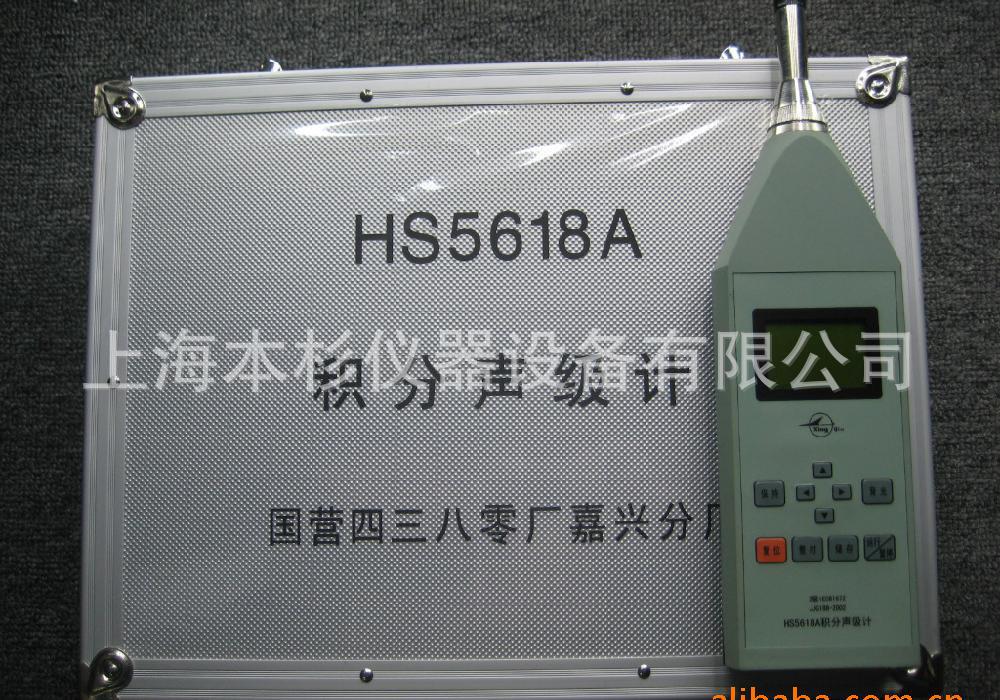 HS5618A
上海本杉仪器设备有限公司
积分声级计
国营四三八零厂嘉兴分厂
Xing Qiu
▲
保持 ◀ ▶ 背光
▼
复位 储存
JJG188-2002
HS5618A积分声级计
alibaba.com.cn